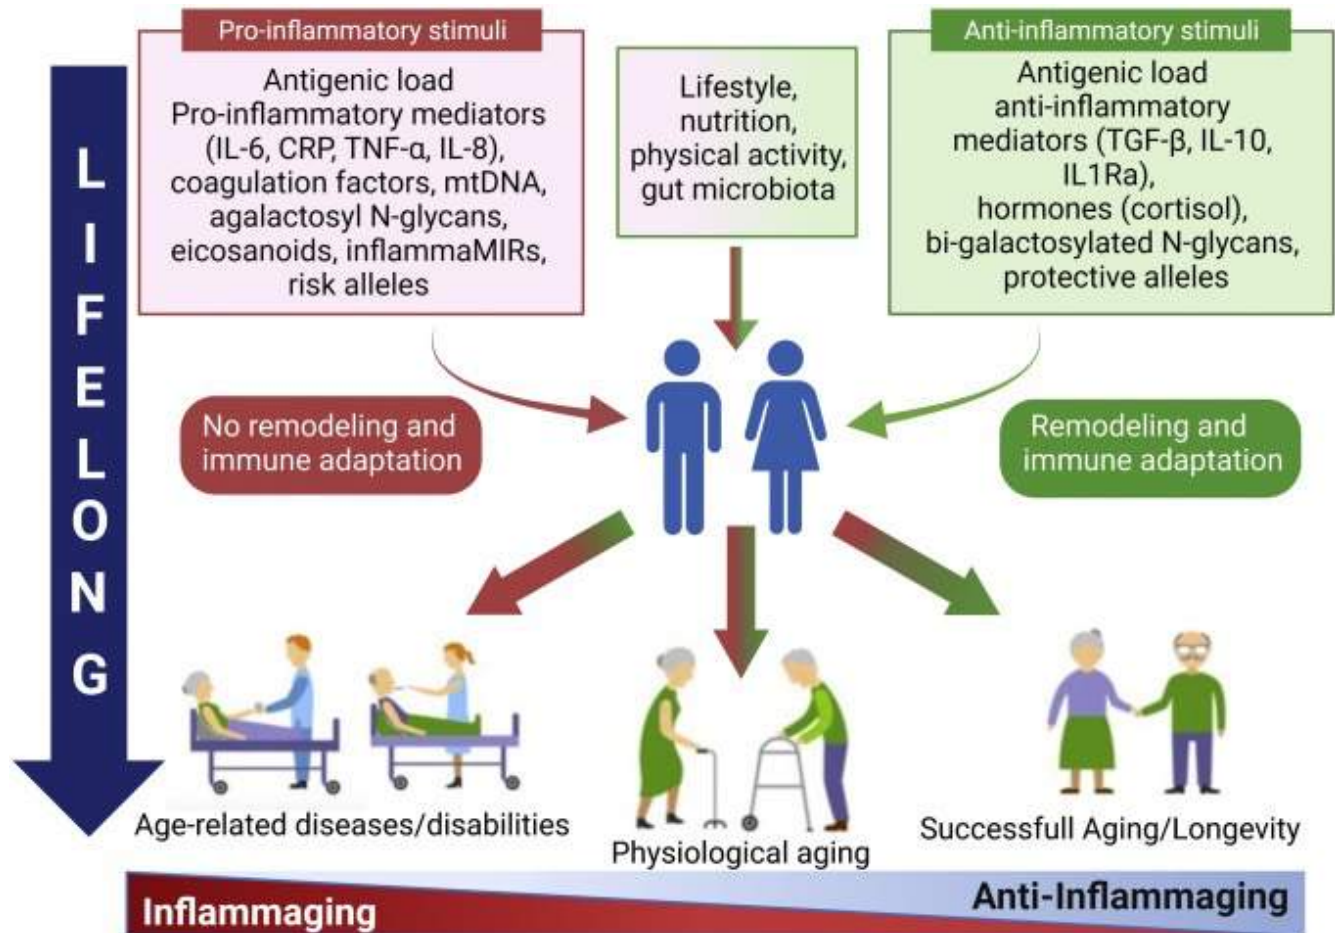 Pro-inflammatory stimuli
Antigenic load
Pro-inflammatory mediators
(IL-6, CRP, TNF-α, IL-8),
coagulation factors, mtDNA,
agalactosyl N-glycans,
eicosanoids, inflammaMIRs,
risk alleles
Lifestyle,
nutrition,
physical activity,
gut microbiota
Anti-inflammatory stimuli
Antigenic load
anti-inflammatory
mediators (TGF-β, IL-10,
IL1Ra),
hormones (cortisol),
bi-galactosylated N-glycans,
protective alleles
LIFELONG
No remodeling and
immune adaptation
Remodeling and
immune adaptation
Age-related diseases/disabilities
Physiological aging
Successfull Aging/Longevity
Inflammaging
Anti-Inflammaging